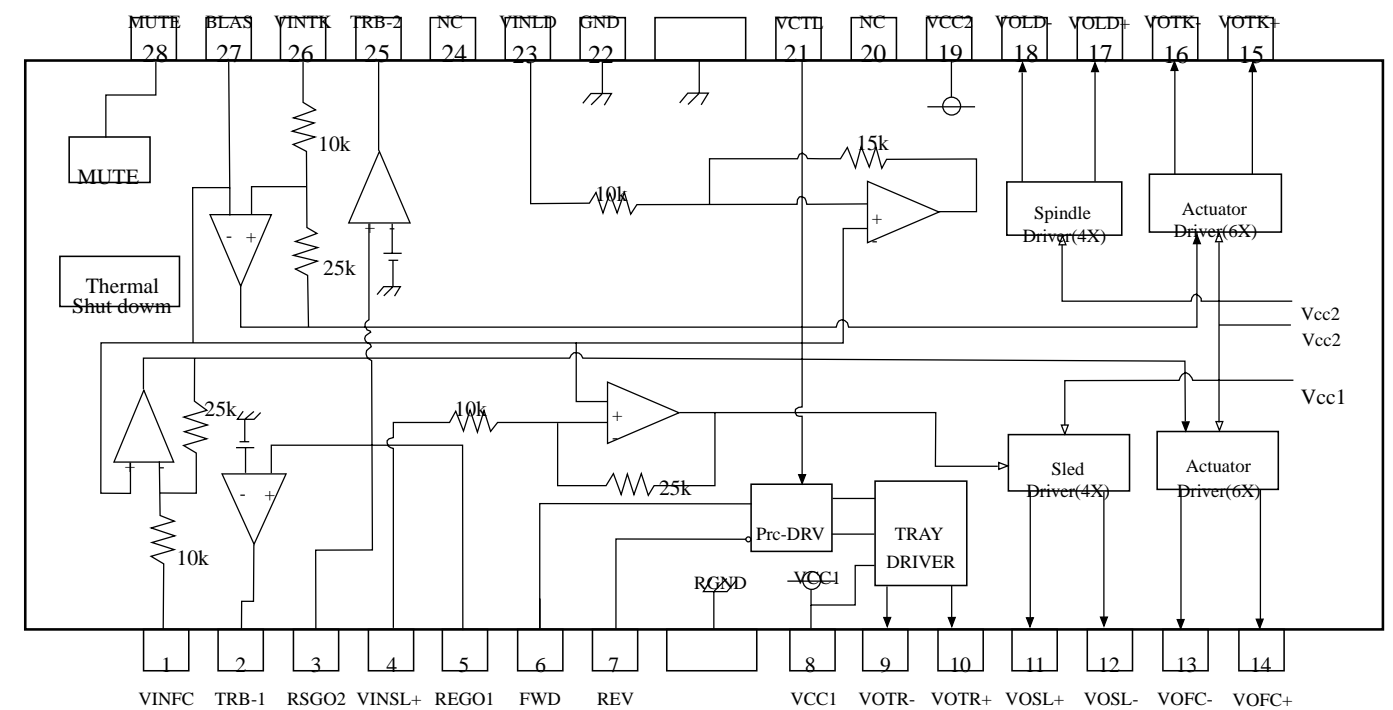 MUTE BLAS VINTK TRB-2 NC VINLD GND VCTL NC VCC2 VOLD- VOLD+ VOTK- VOTK+
28 27 26 25 24 23 22 21 20 19 18 17 16 15
10k
15k
MUTE
10k
+
-
Spindle
Driver(4X)
Actuator
Driver(6X)
- +
+ -
25k
Thermal
Shut dowm
Vcc2
Vcc2
Vcc1
25k
10k
+
-
+ -
- +
25k
Sled
Driver(4X)
Actuator
Driver(6X)
10k
Prc-DRV
TRAY
DRIVER
RGND
VCC1
1 2 3 4 5 6 7 8 9 10 11 12 13 14
VINFC TRB-1 RSGO2 VINSL+ REGO1 FWD REV VCC1 VOTR- VOTR+ VOSL+ VOSL- VOFC- VOFC+